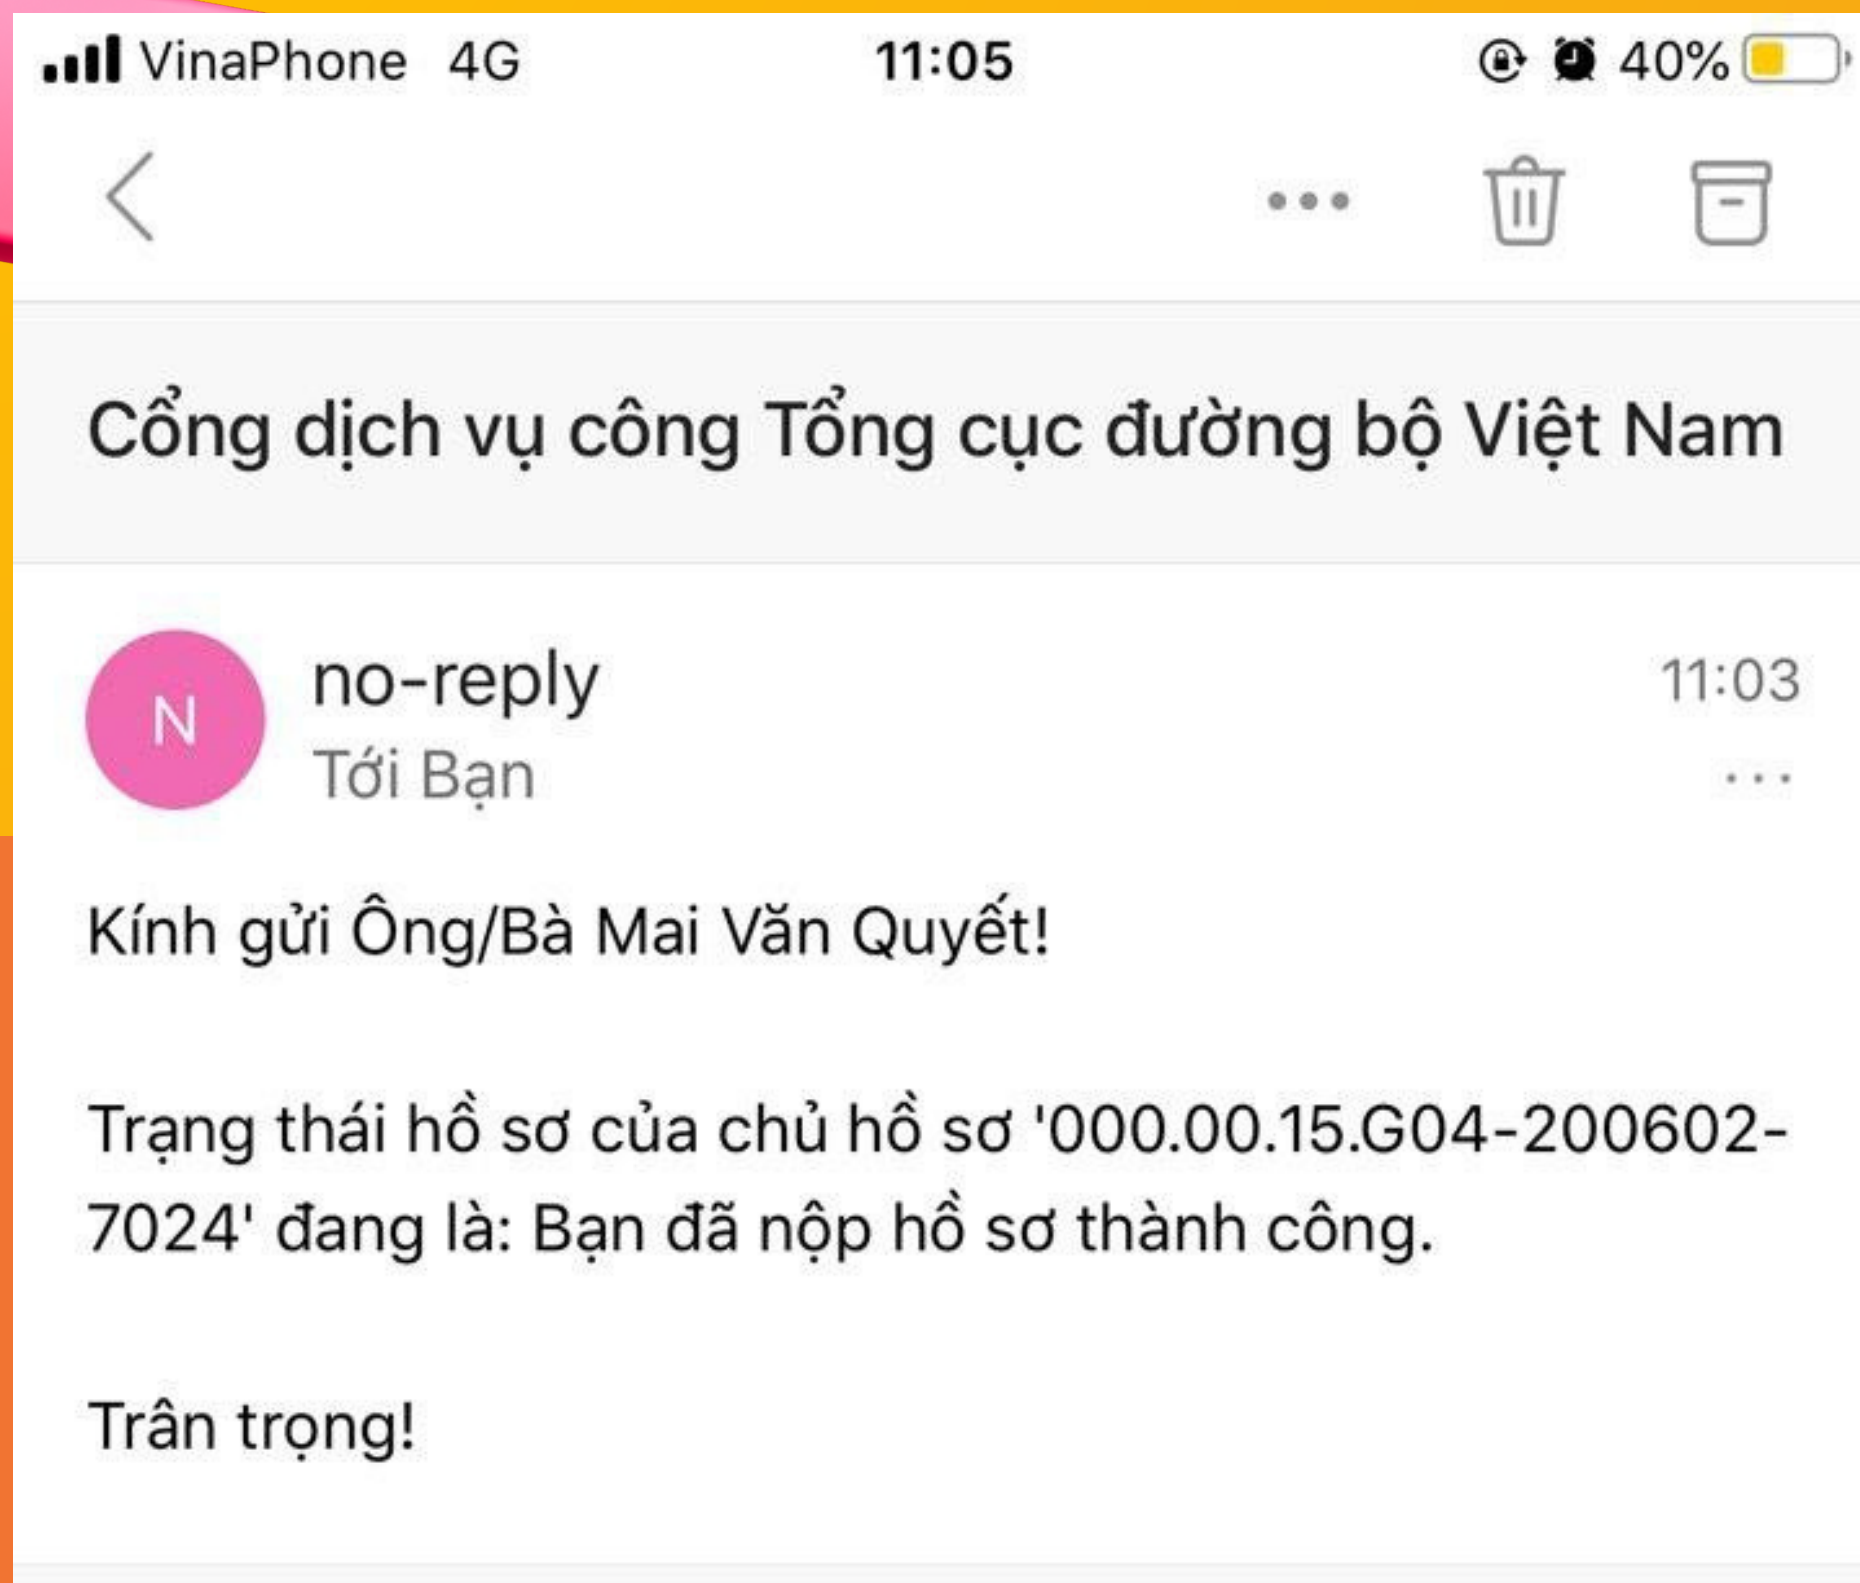 VinaPhone 4G 11:05 40%
Cổng dịch vụ công Tổng cục đường bộ Việt Nam
N
no-reply 11:03
Tới Bạn
Kính gửi Ông/Bà Mai Văn Quyết!
Trạng thái hồ sơ của chủ hồ sơ '000.00.15.G04-200602-
7024' đang là: Bạn đã nộp hồ sơ thành công.
Trân trọng!